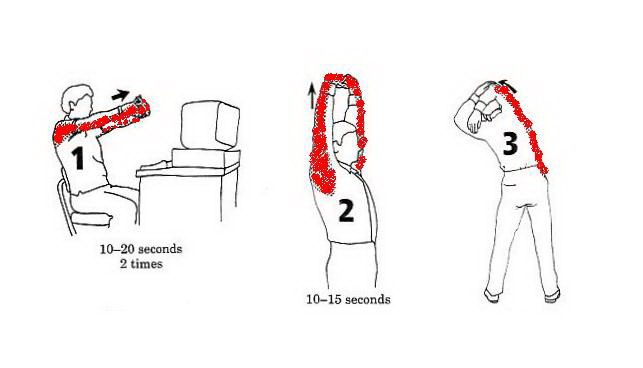 1
10–20 seconds
2 times
2
10–15 seconds
3